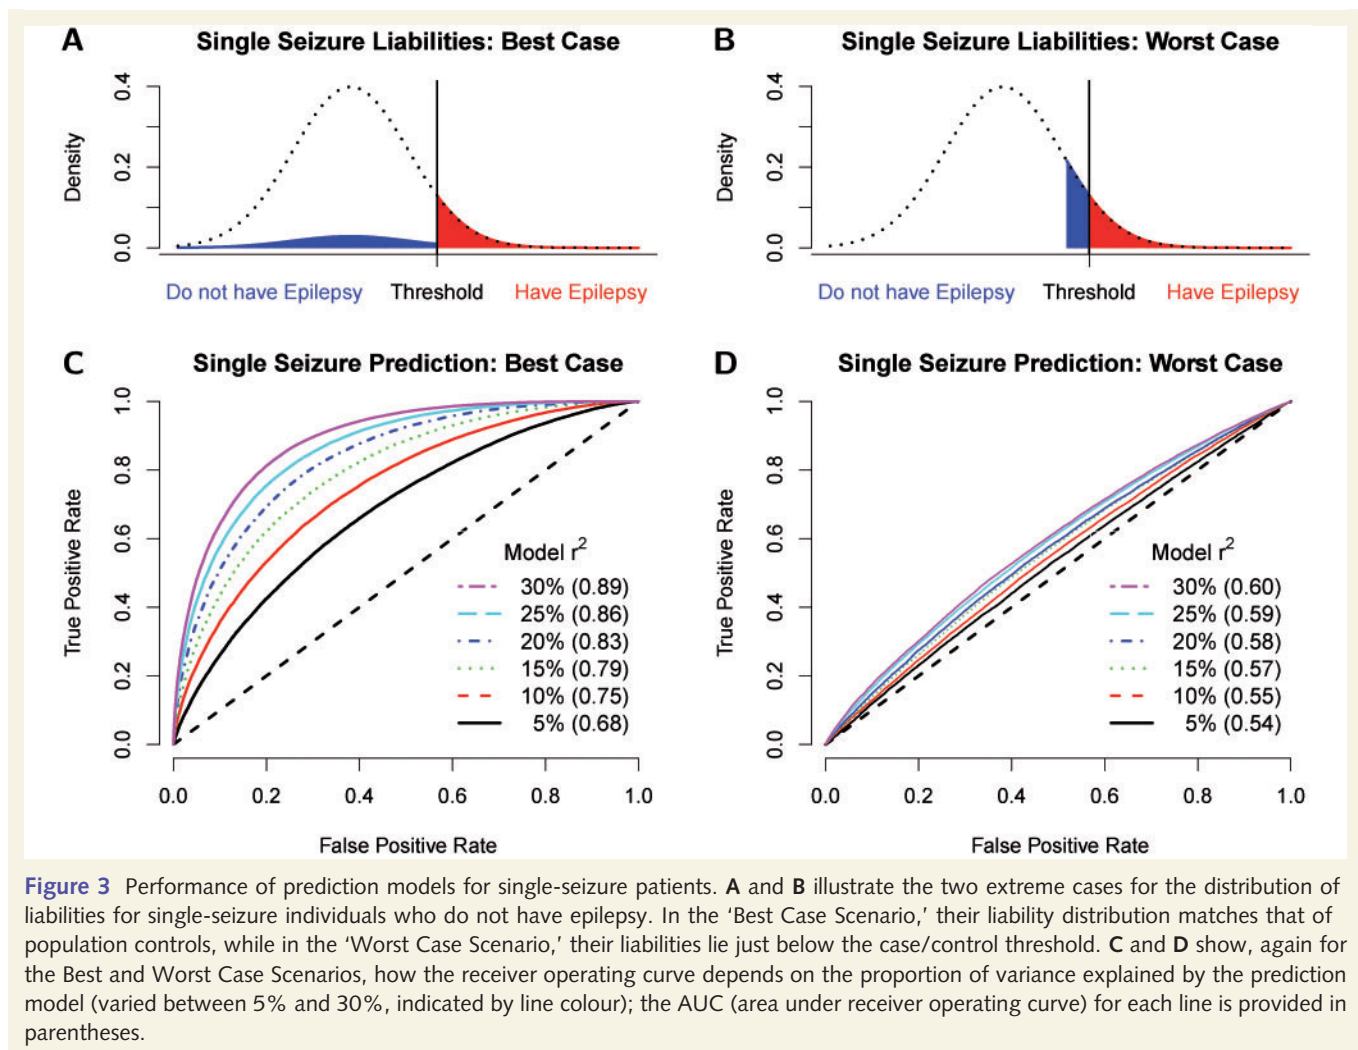 A
Single Seizure Liabilities: Best Case
Density
0.4
0.2
0.0
Do not have Epilepsy
Threshold
Have Epilepsy
B
Single Seizure Liabilities: Worst Case
Density
0.4
0.2
0.0
Do not have Epilepsy
Threshold
Have Epilepsy
C
Single Seizure Prediction: Best Case
True Positive Rate
1.0
0.8
0.6
0.4
0.2
0.0
Model r²
30% (0.89)
25% (0.86)
20% (0.83)
15% (0.79)
10% (0.75)
5% (0.68)
0.0 0.2 0.4 0.6 0.8 1.0
False Positive Rate
D
Single Seizure Prediction: Worst Case
True Positive Rate
1.0
0.8
0.6
0.4
0.2
0.0
Model r²
30% (0.60)
25% (0.59)
20% (0.58)
15% (0.57)
10% (0.55)
5% (0.54)
0.0 0.2 0.4 0.6 0.8 1.0
False Positive Rate
Figure 3 Performance of prediction models for single-seizure patients. A and B illustrate the two extreme cases for the distribution of
liabilities for single-seizure individuals who do not have epilepsy. In the ‘Best Case Scenario,’ their liability distribution matches that of
population controls, while in the ‘Worst Case Scenario,’ their liabilities lie just below the case/control threshold. C and D show, again for
the Best and Worst Case Scenarios, how the receiver operating curve depends on the proportion of variance explained by the prediction
model (varied between 5% and 30%, indicated by line colour); the AUC (area under receiver operating curve) for each line is provided in
parentheses.